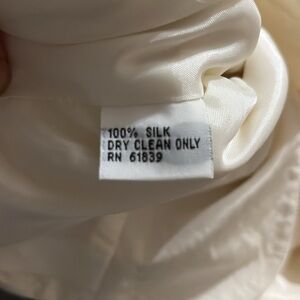 100% SILK
DRY CLEAN ONLY
RN 61839